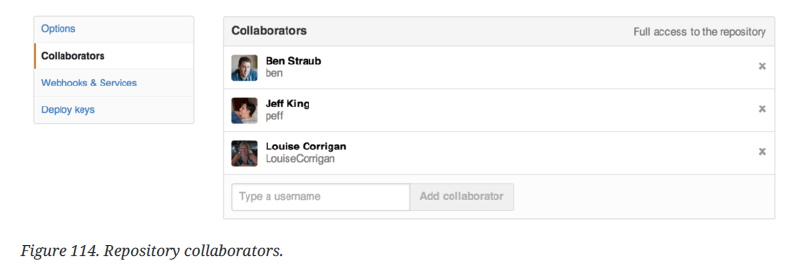 Options
Collaborators
Webhooks & Services
Deploy keys
Collaborators Full access to the repository
Ben Straub
ben
Jeff King
peff
Louise Corrigan
LouiseCorrigan
Type a username Add collaborator
Figure 114. Repository collaborators.